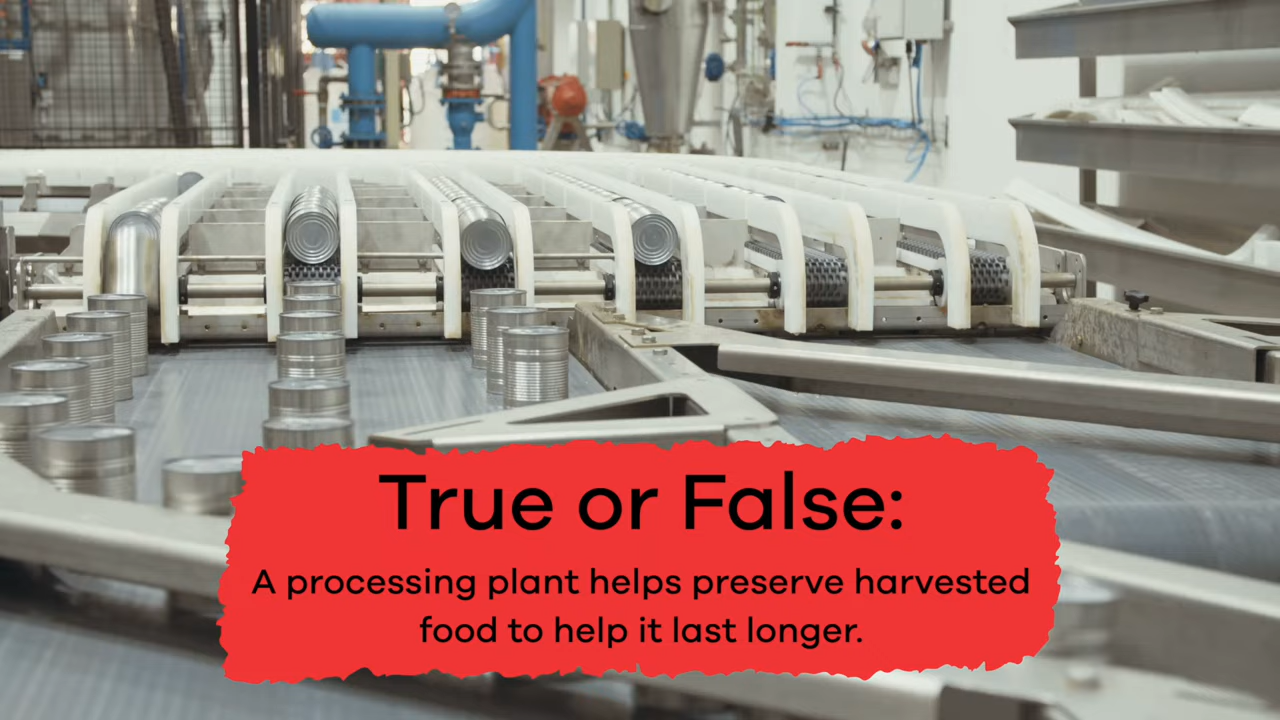 True or False:
A processing plant helps preserve harvested
food to help it last longer.